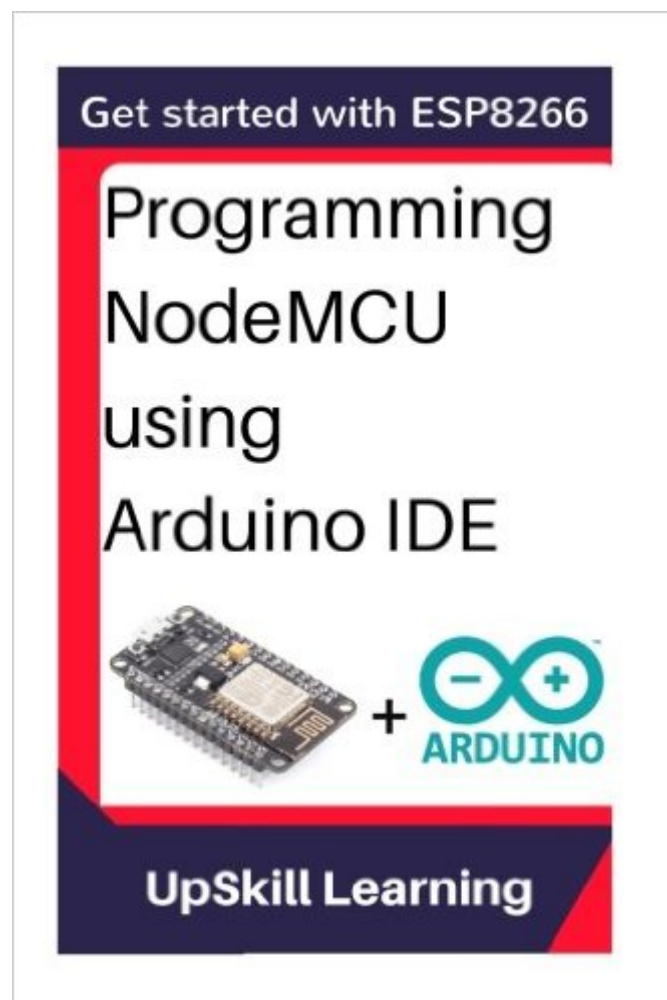 Get started with ESP8266
Programming
NodeMCU
using
Arduino IDE
+
ARDUINO
UpSkill Learning